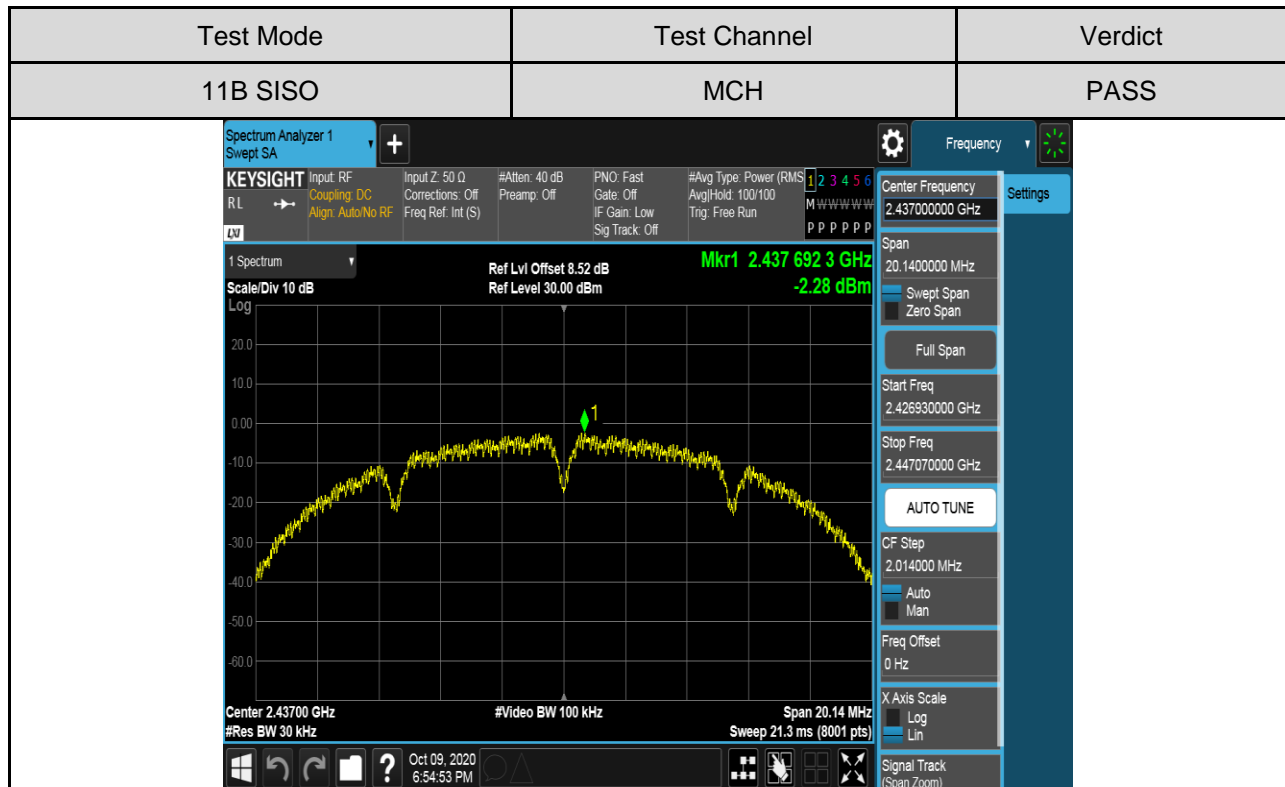 Test Mode Test Channel Verdict
11B SISO MCH PASS
Spectrum Analyzer 1
Swept SA
+
Frequency
KEYSIGHT Input: RF Input Z: 50 Ω #Atten: 40 dB PNO: Fast #Avg Type: Power (RMS 1 2 3 4 5 6
RL Coupling: DC Corrections: Off Preamp: Off Gate: Off Avg|Hold: 100/100 M W W W W W
Align: Auto/No RF Freq Ref: Int (S) IF Gain: Low Trig: Free Run
LXI Sig Track: Off P P P P P P
1 Spectrum
Ref Lvl Offset 8.52 dB Mkr1 2.437 692 3 GHz
Scale/Div 10 dB Ref Level 30.00 dBm -2.28 dBm
Log
20.0
10.0
0.00
-10.0
-20.0
-30.0
-40.0
-50.0
-60.0
1
Center 2.43700 GHz #Video BW 100 kHz Span 20.14 MHz
#Res BW 30 kHz Sweep 21.3 ms (8001 pts)
?
Oct 09, 2020
6:54:53 PM
Center Frequency
2.437000000 GHz
Settings
Span
20.1400000 MHz
Swept Span
Zero Span
Full Span
Start Freq
2.426930000 GHz
Stop Freq
2.447070000 GHz
AUTO TUNE
CF Step
2.014000 MHz
Auto
Man
Freq Offset
0 Hz
X Axis Scale
Log
Lin
Signal Track
(Span Zoom)